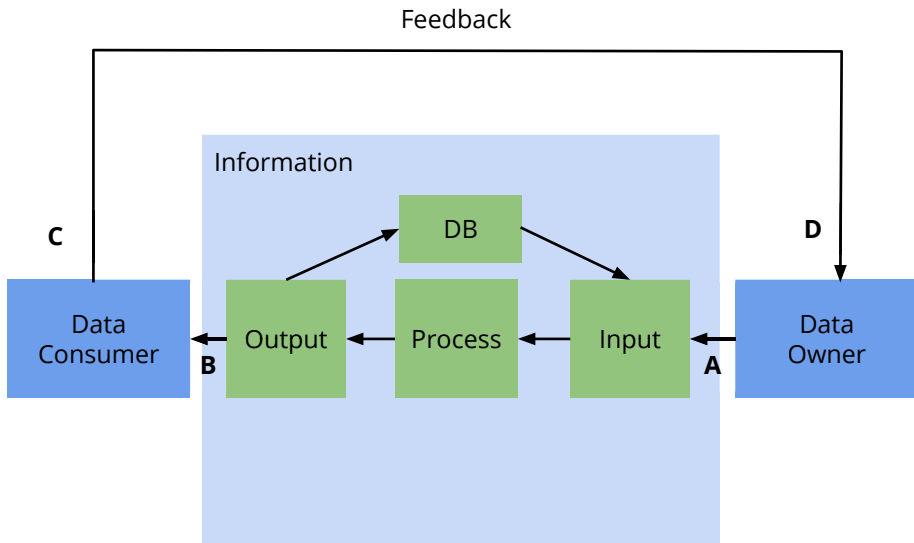 Feedback
Information
DB
C
D
Data
Consumer
Output
Process
Input
Data
Owner
B
A